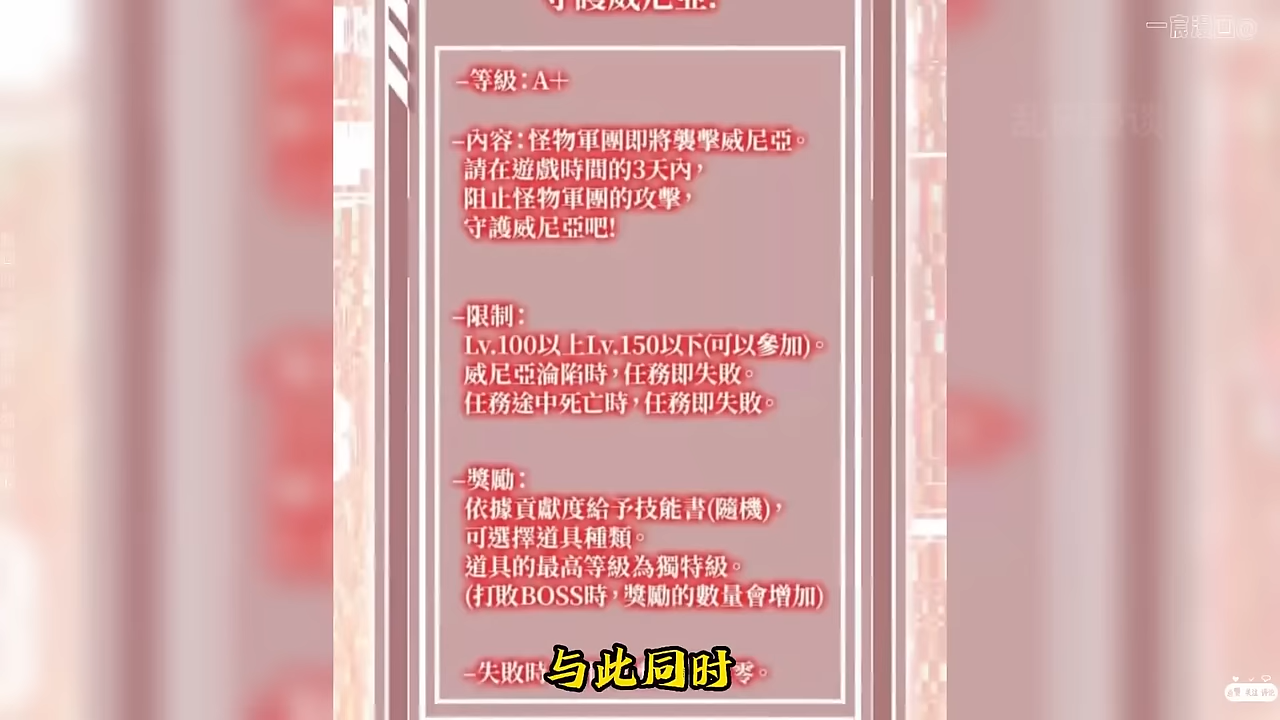 守護威尼亞!
一宸漫画@
–等級：A＋
–內容：怪物軍團即將襲擊威尼亞。
請在遊戲時間的3天內，
阻止怪物軍團的攻擊，
守護威尼亞吧!
–限制：
Lv.100以上Lv.150以下(可以參加)。
威尼亞淪陷時，任務即失敗。
任務途中死亡時，任務即失敗。
–獎勵：
依據貢獻度給予技能書(隨機)，
可選擇道具種類。
道具的最高等級為獨特級。
(打敗BOSS時，獎勵的數量會增加)
–失敗時
零。
与此同时